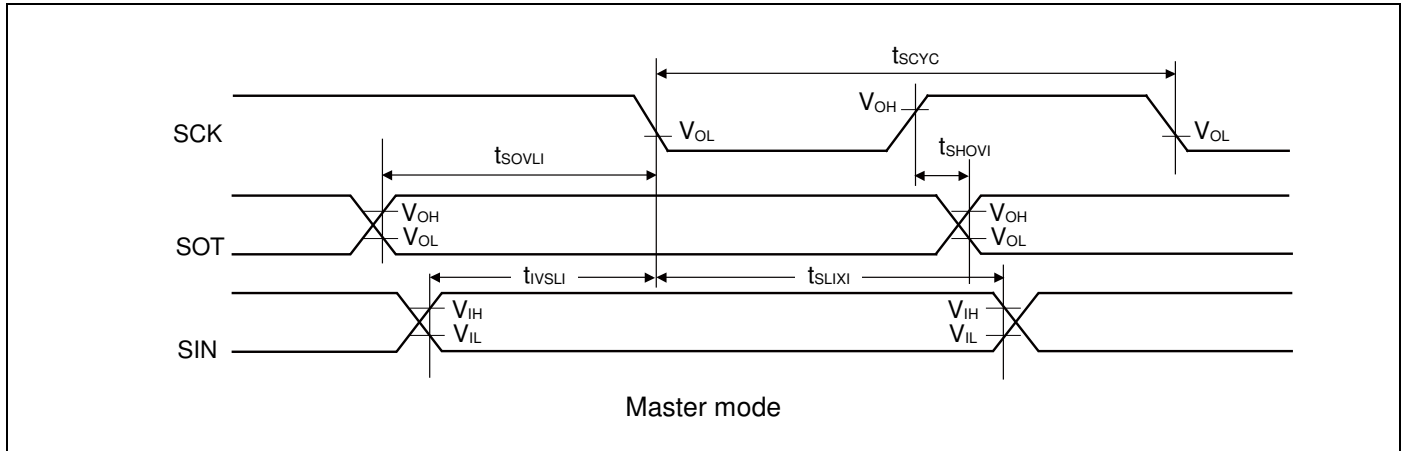 tSCYC
VOH
SCK
VOL
VOL
tSOVLI
tSHOVI
VOH
VOH
SOT
VOL
VOL
tIVSLI
tSLIXI
VIH
VIH
VIL
VIL
SIN
Master mode